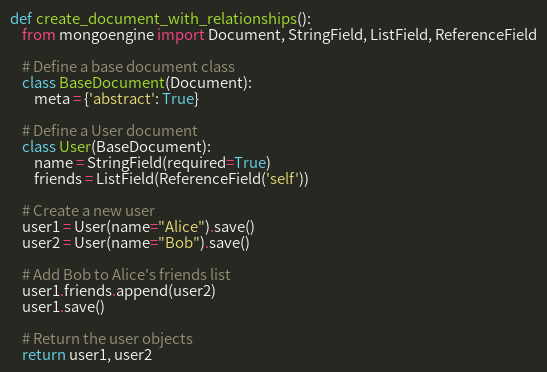 def create_document_with_relationships():
    from mongoengine import Document, StringField, ListField, ReferenceField

    # Define a base document class
    class BaseDocument(Document):
        meta = {'abstract': True}

    # Define a User document
    class User(BaseDocument):
        name = StringField(required=True)
        friends = ListField(ReferenceField('self'))

    # Create a new user
    user1 = User(name="Alice").save()
    user2 = User(name="Bob").save()

    # Add Bob to Alice's friends list
    user1.friends.append(user2)
    user1.save()

    # Return the user objects
    return user1, user2